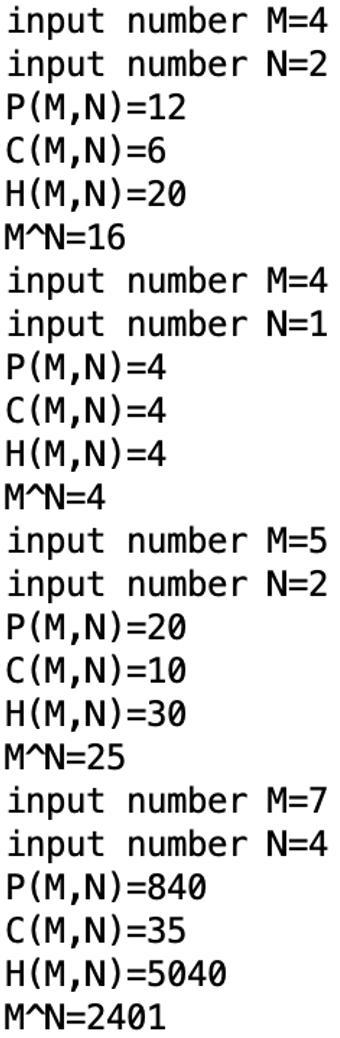 input number M=4
input number N=2
P(M,N)=12
C(M,N)=6
H(M,N)=20
M^N=16
input number M=4
input number N=1
P(M,N)=4
C(M,N)=4
H(M,N)=4
M^N=4
input number M=5
input number N=2
P(M,N)=20
C(M,N)=10
H(M,N)=30
M^N=25
input number M=7
input number N=4
P(M,N)=840
C(M,N)=35
H(M,N)=5040
M^N=2401